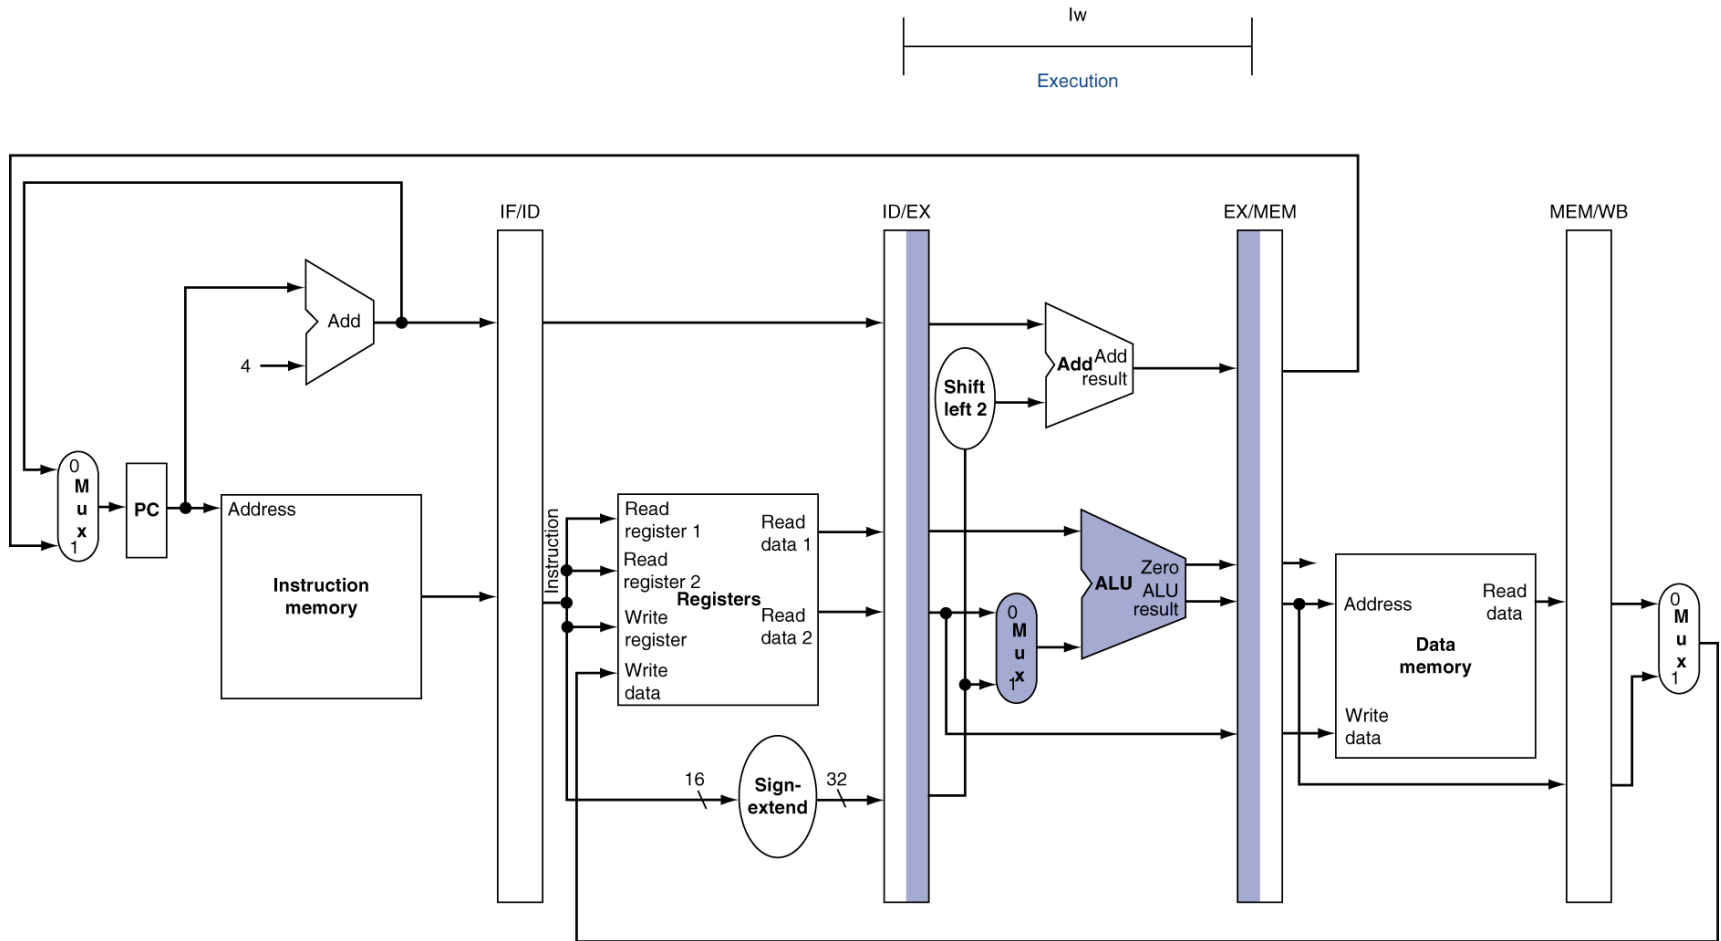 lw
Execution
IF/ID
ID/EX
EX/MEM
MEM/WB
Add
4
Add
Add
result
Shift
left 2
0
M
u
x
1
PC
Address
Instruction
memory
Instruction
Read
register 1
Read
register 2
Write
register
Write
data
Registers
Read
data 1
Read
data 2
16
Sign-
extend
32
0
M
u
x
1
ALU
Zero
ALU
result
Address
Read
data
Data
memory
Write
data
0
M
u
x
1